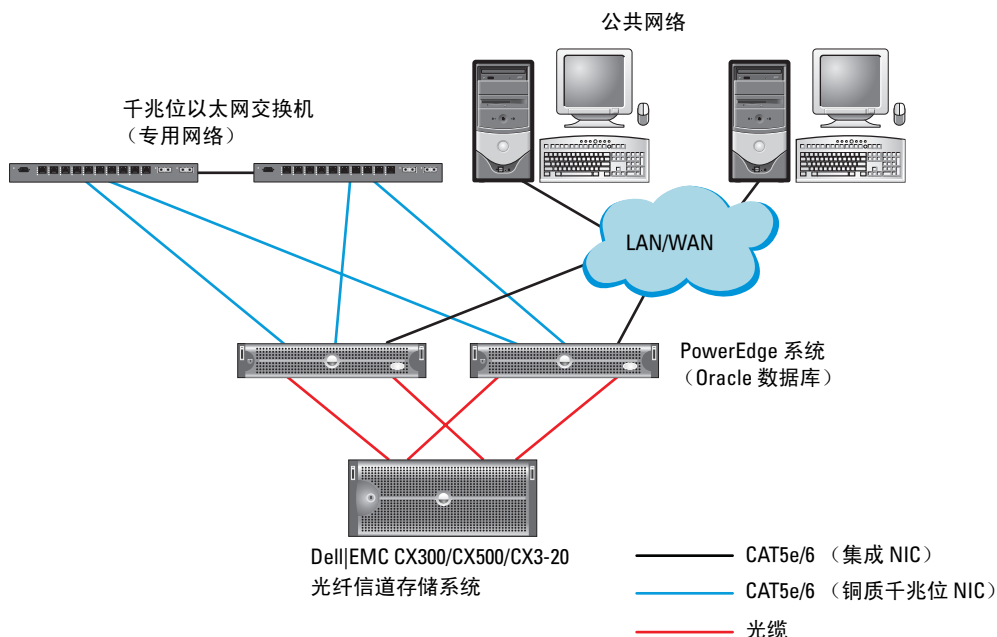 公共网络
千兆位以太网交换机
（专用网络）
LAN/WAN
PowerEdge 系统
（Oracle 数据库）
Dell|EMC CX300/CX500/CX3-20
光纤信道存储系统
CAT5e/6 （集成 NIC）
CAT5e/6 （铜质千兆位 NIC）
光缆